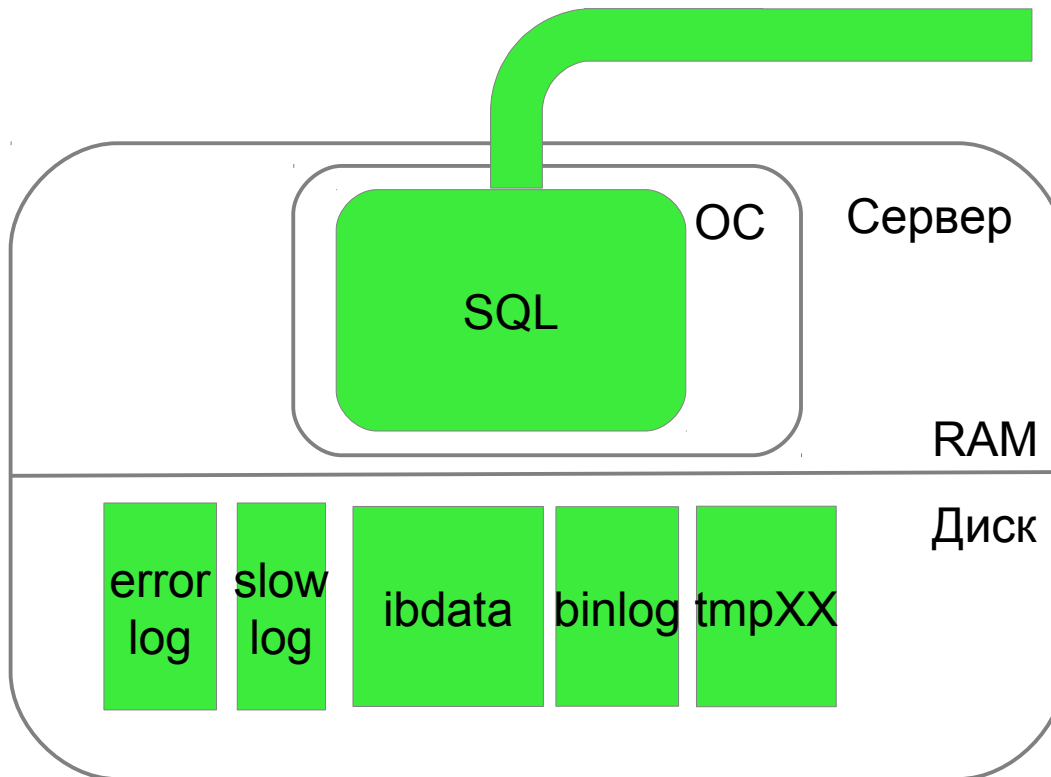 ОС
Сервер
SQL
RAM
Диск
error
log
slow
log
ibdata
binlog
tmpXX